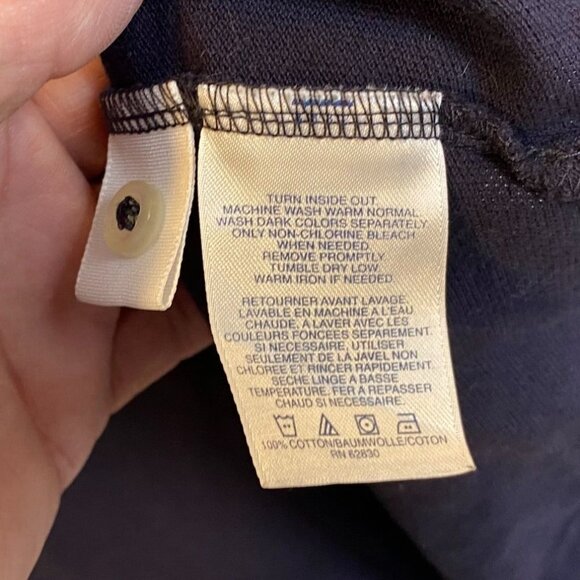 TURN INSIDE OUT.
MACHINE WASH WARM NORMAL.
WASH DARK COLORS SEPARATELY.
ONLY NON-CHLORINE BLEACH
WHEN NEEDED.
REMOVE PROMPTLY.
TUMBLE DRY LOW.
WARM IRON IF NEEDED.
RETOURNER AVANT LAVAGE.
LAVABLE EN MACHINE A L'EAU
CHAUDE, A LAVER AVEC LES
COULEURS FONCÉES SEPAREMENT.
SI NECESSAIRE, UTILISER
SEULEMENT DE LA JAVEL NON
CHLOREE ET RINCER RAPIDEMENT.
SECHE LINGE A BASSE
TEMPERATURE. FER A REPASSER
CHAUD SI NECESSAIRE.
100% COTTON/BAUMWOLLE/COTON
RN 62830